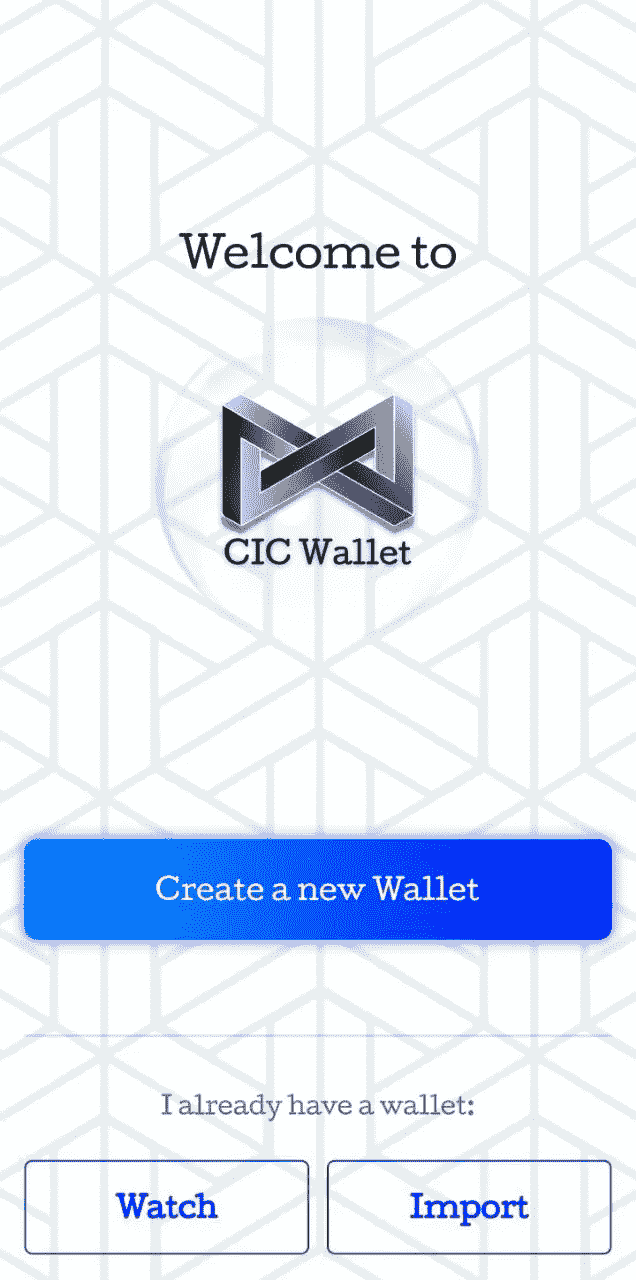 Welcome to
CIC Wallet
Create a new Wallet
I already have a wallet:
Watch
Import